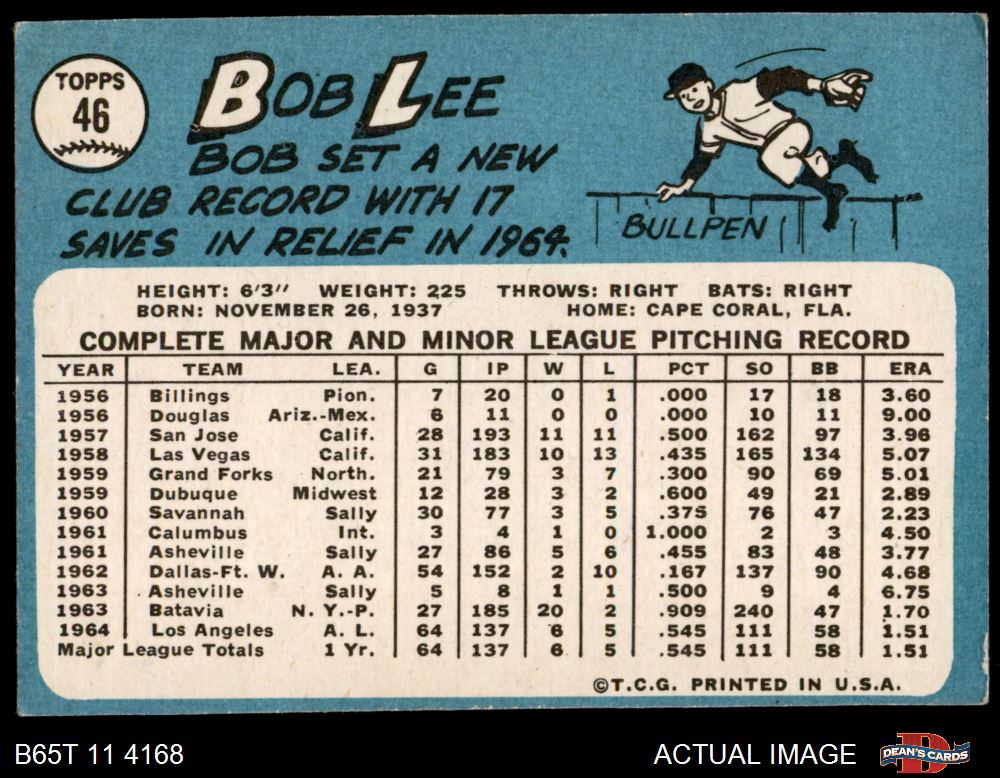 TOPPS
46
BOB LEE
BOB SET A NEW
CLUB RECORD WITH 17
SAVES IN RELIEF IN 1964.
BULLPEN
HEIGHT: 6'3" WEIGHT: 225 THROWS: RIGHT BATS: RIGHT
BORN: NOVEMBER 26, 1937 HOME: CAPE CORAL, FLA.
COMPLETE MAJOR AND MINOR LEAGUE PITCHING RECORD
YEAR TEAM LEA. G IP W L PCT SO BB ERA
1956 Billings Pion. 7 20 0 1 .000 17 18 3.60
1956 Douglas Ariz.-Mex. 6 11 0 0 .000 10 11 9.00
1957 San Jose Calif. 28 193 11 11 .500 162 97 3.96
1958 Las Vegas Calif. 31 183 10 13 .435 165 134 5.07
1959 Grand Forks North. 21 79 3 7 .300 90 69 5.01
1959 Dubuque Midwest 12 28 3 2 .600 49 21 2.89
1960 Savannah Sally 30 77 3 5 .375 76 47 2.23
1961 Calumbus Int. 3 4 1 0 1.000 2 3 4.50
1961 Asheville Sally 27 86 5 6 .455 83 48 3.77
1962 Dallas-Ft. W. A. A. 54 152 2 10 .167 137 90 4.68
1963 Asheville Sally 5 8 1 1 .500 9 4 6.75
1963 Batavia N. Y.-P. 27 185 20 2 .909 240 47 1.70
1964 Los Angeles A. L. 64 137 6 5 .545 111 58 1.51
Major League Totals 1 Yr. 64 137 6 5 .545 111 58 1.51
©T.C.G. PRINTED IN U.S.A.
B65T 11 4168 ACTUAL IMAGE DEAN'S CARDS